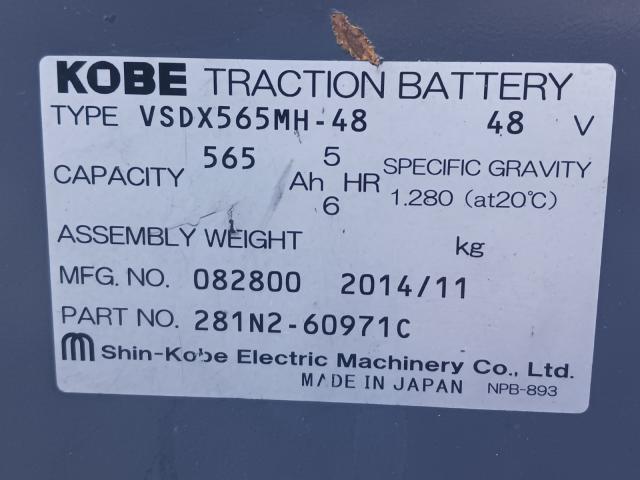 KOBE TRACTION BATTERY
TYPE VSDX565MH-48 48 V
CAPACITY 565 Ah 5 HR 6
SPECIFIC GRAVITY
1.280 (at20℃)
ASSEMBLY WEIGHT kg
MFG. NO. 082800 2014/11
PART NO. 281N2-60971C
Shin-Kobe Electric Machinery Co., Ltd.
MADE IN JAPAN NPB-893